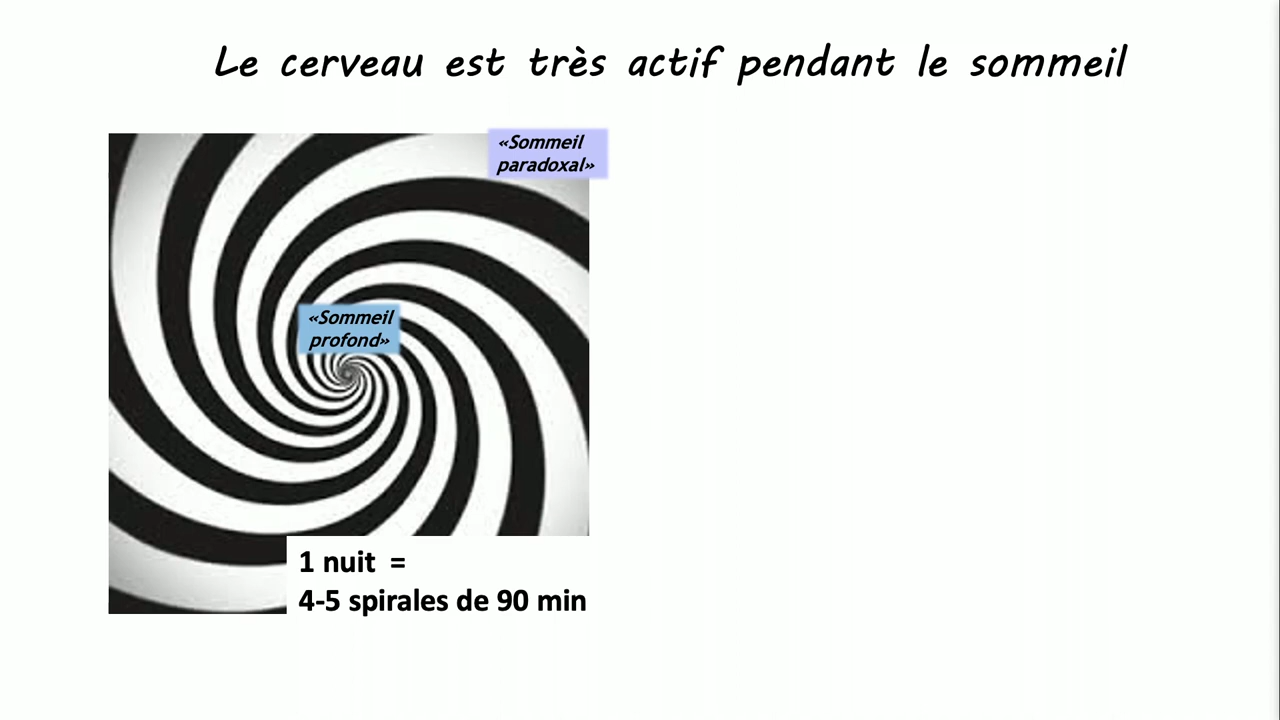 Le cerveau est très actif pendant le sommeil
«Sommeil
paradoxal»
«Sommeil
profond»
1 nuit =
4-5 spirales de 90 min